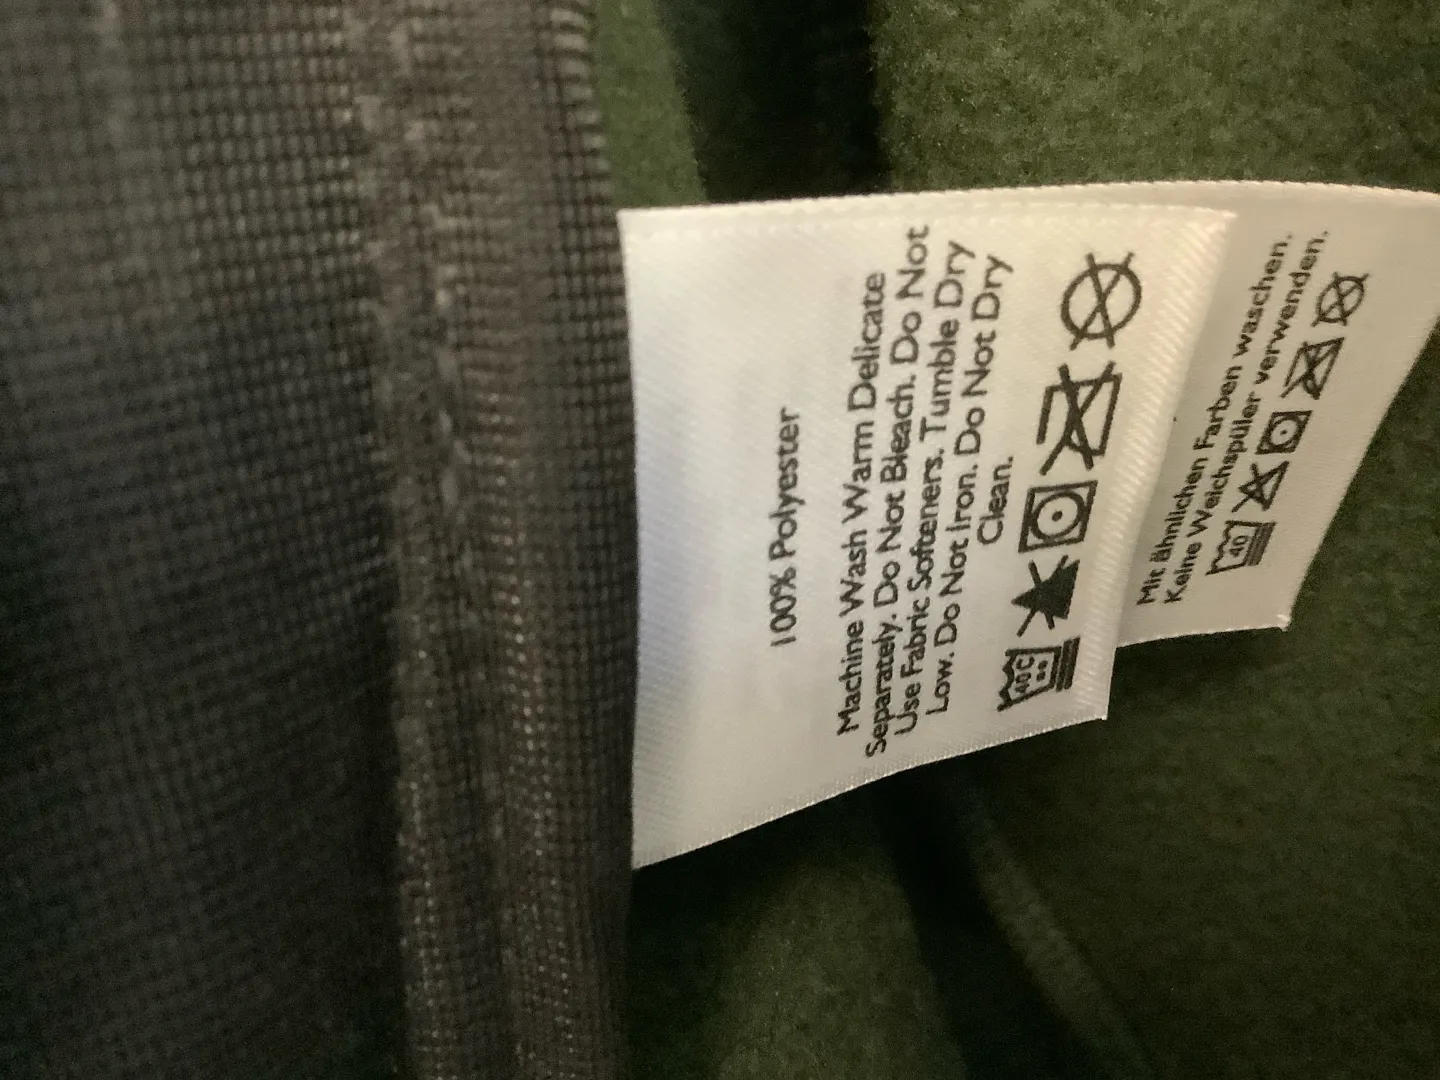 100% Polyester
Machine Wash Warm Delicate
Separately. Do Not Bleach. Do Not
Use Fabric Softeners. Tumble Dry
Low. Do Not Iron. Do Not Dry
Clean.
40C
Mit ähnlichen Farben waschen.
Keine Weichspüler verwenden.
40